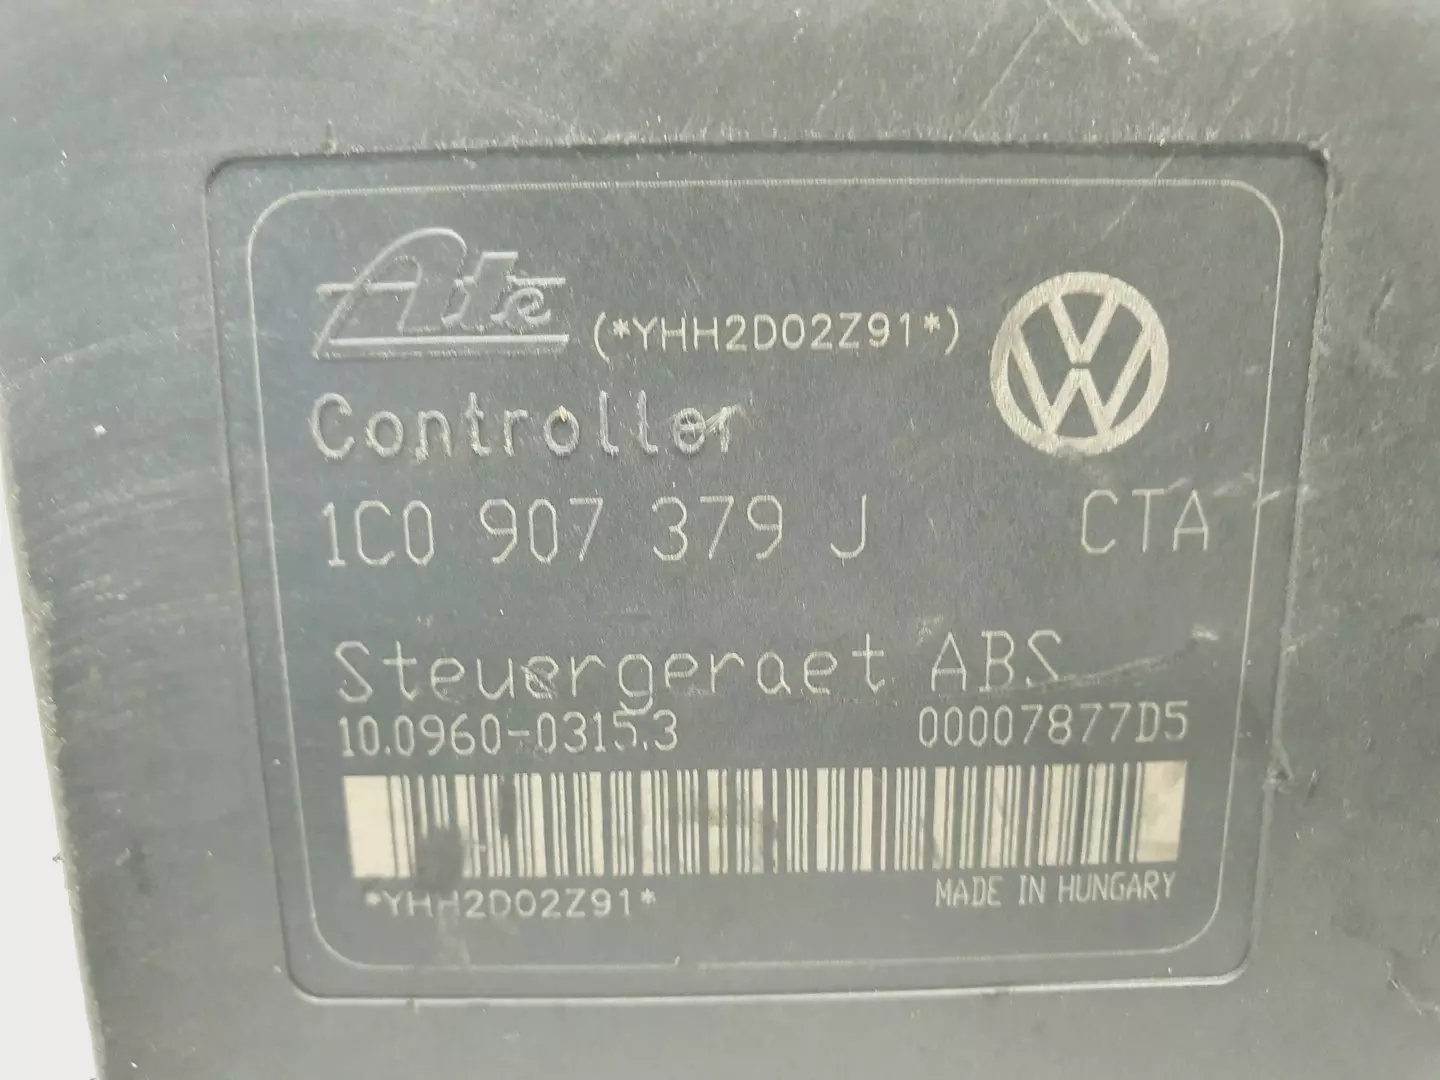 Ate (*YHH2D02Z91*)
Controller
1C0 907 379 J CTA
Steuergeraet ABS
10.0960-0315.3 00007877D5
*YHH2D02Z91* MADE IN HUNGARY